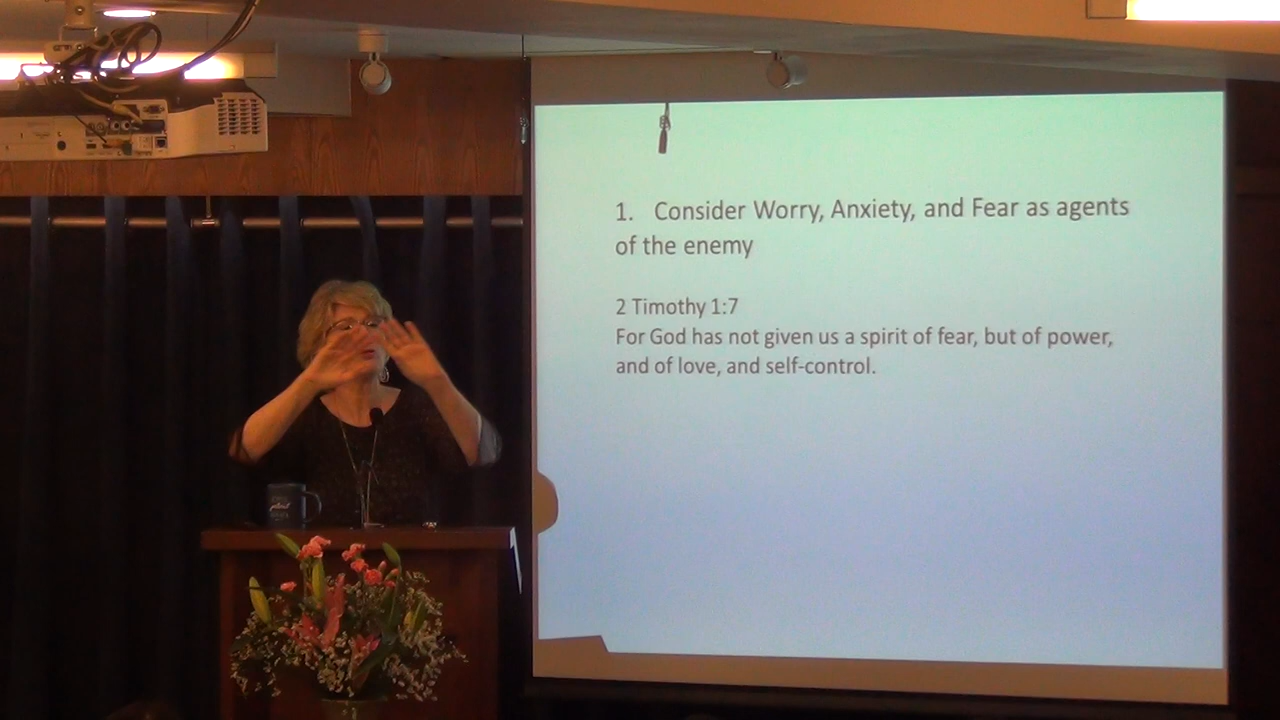 1. Consider Worry, Anxiety, and Fear as agents
of the enemy
2 Timothy 1:7
For God has not given us a spirit of fear, but of power,
and of love, and self-control.